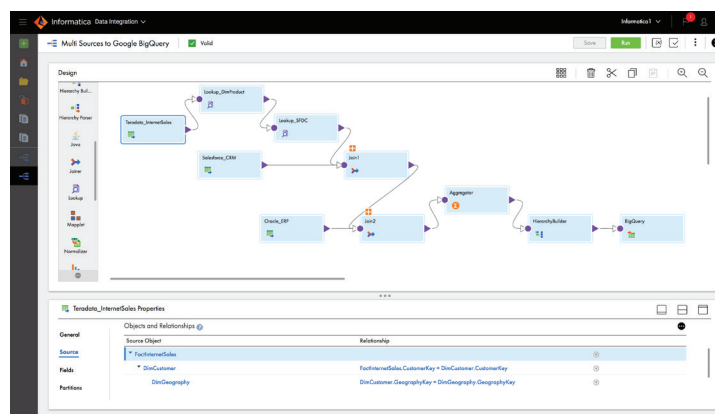 Informatica Data Integration
Informatica1
Multi Sources to Google BigQuery
Valid
Save
Run
Design
Hierarchy Buil...
Hierarchy Parser
Java
Joiner
Lookup
Mapplet
Normalizer
Lookup_DimProduct
Teradata_InternetSales
Lookup_SFDC
Salesforce_CRM
Join1
Aggregator
Oracle_ERP
Join2
HierarchyBuilder
BigQuery
Teradata_InternetSales Properties
General
Source
Fields
Partitions
Objects and Relationships
Source Object Relationship
FactInternetSales
DimCustomer FactInternetSales.CustomerKey = DimCustomer.CustomerKey
DimGeography DimCustomer.GeographyKey = DimGeography.GeographyKey